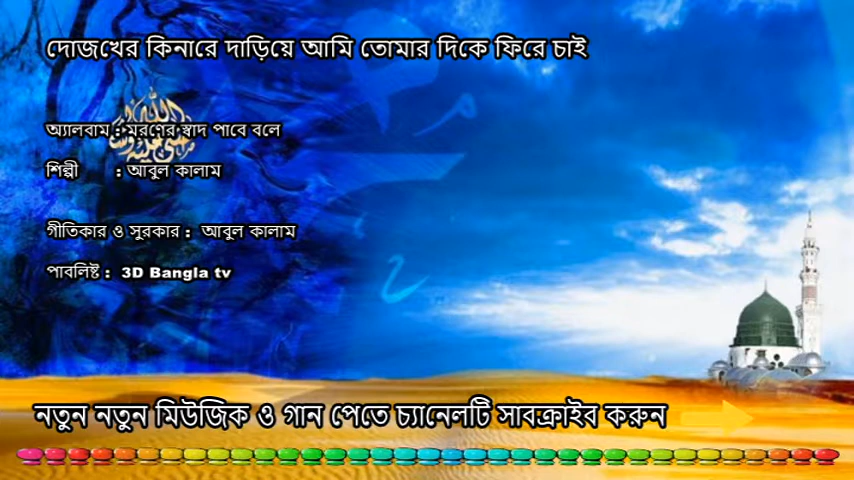 দোজখের কিনারে দাড়িয়ে আমি তোমার দিকে ফিরে চাই
অ্যালবাম : মরণের স্বাদ পাবে বলে
শিল্পী : আবুল কালাম
গীতিকার ও সুরকার : আবুল কালাম
পাবলিষ্ট : 3D Bangla tv
নতুন নতুন মিউজিক ও গান পেতে চ্যানেলটি সাবক্রাইব করুন